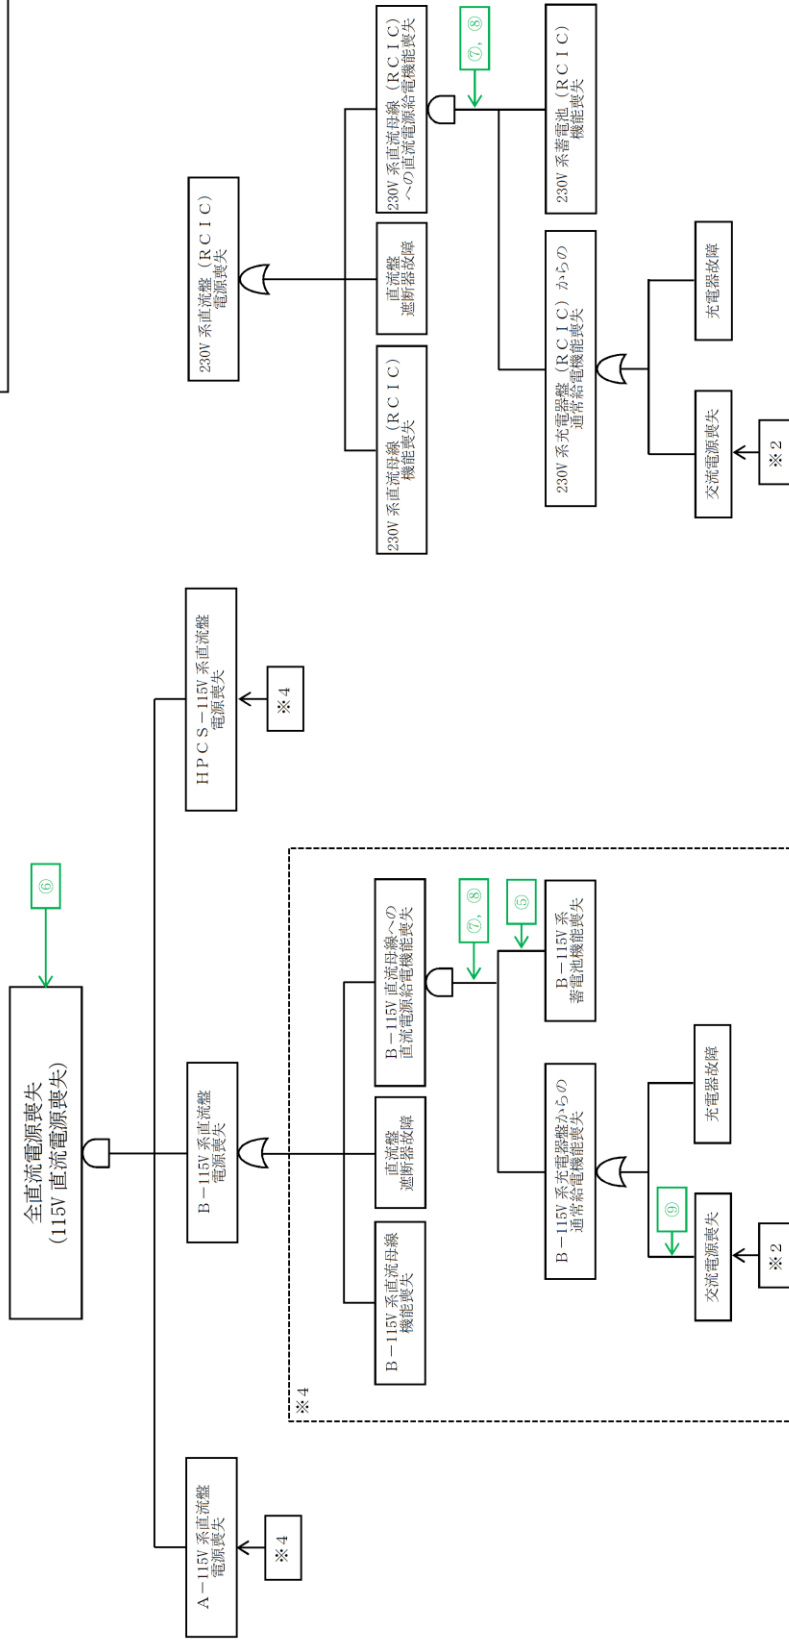 全直流電源喪失
(115V 直流電源喪失)
⑥
A－115V 系直流盤
電源喪失
※4
B－115V 系直流盤
電源喪失
HPCS－115V 系直流盤
電源喪失
※4
※4
B－115V 系直流母線
機能喪失
直流盤
遮断器故障
B－115V 直流母線への
直流電源給電機能喪失
⑦，⑧
⑤
B－115V 系充電器盤からの
通常給電機能喪失
B－115V 系
蓄電池機能喪失
⑨
交流電源喪失
充電器故障
※2
230V 系直流盤（RCIC）
電源喪失
230V 系直流母線（RCIC）
機能喪失
直流盤
遮断器故障
230V 系直流母線（RCIC）
への直流電源給電機能喪失
⑦，⑧
230V 系充電器盤（RCIC）からの
通常給電機能喪失
230V 系蓄電池（RCIC）
機能喪失
交流電源喪失
充電器故障
※2